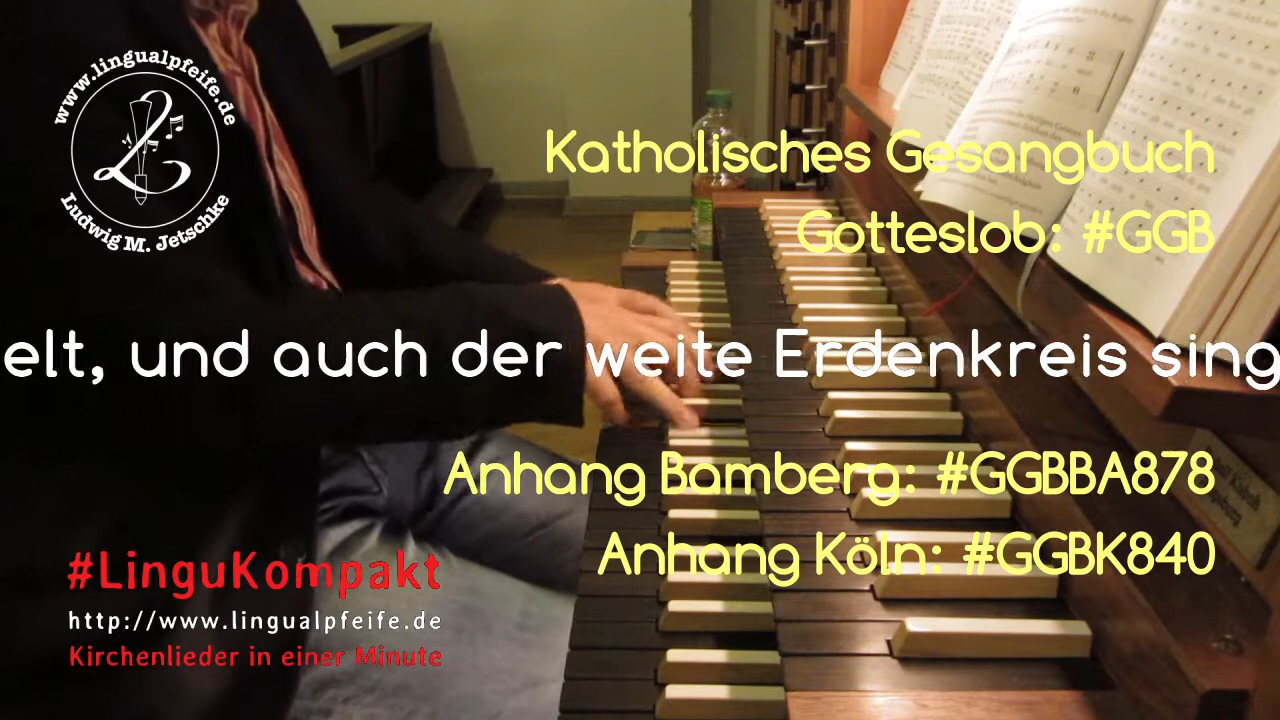 www.lingualpfeife.de
Ludwig M. Jetschke
Katholisches Gesangbuch
Gotteslob: #GGB
elt, und auch der weite Erdenkreis sing
Anhang Bamberg: #GGBBA878
Anhang Köln: #GGBK840
#LinguKompakt
http://www.lingualpfeife.de
Kirchenlieder in einer Minute